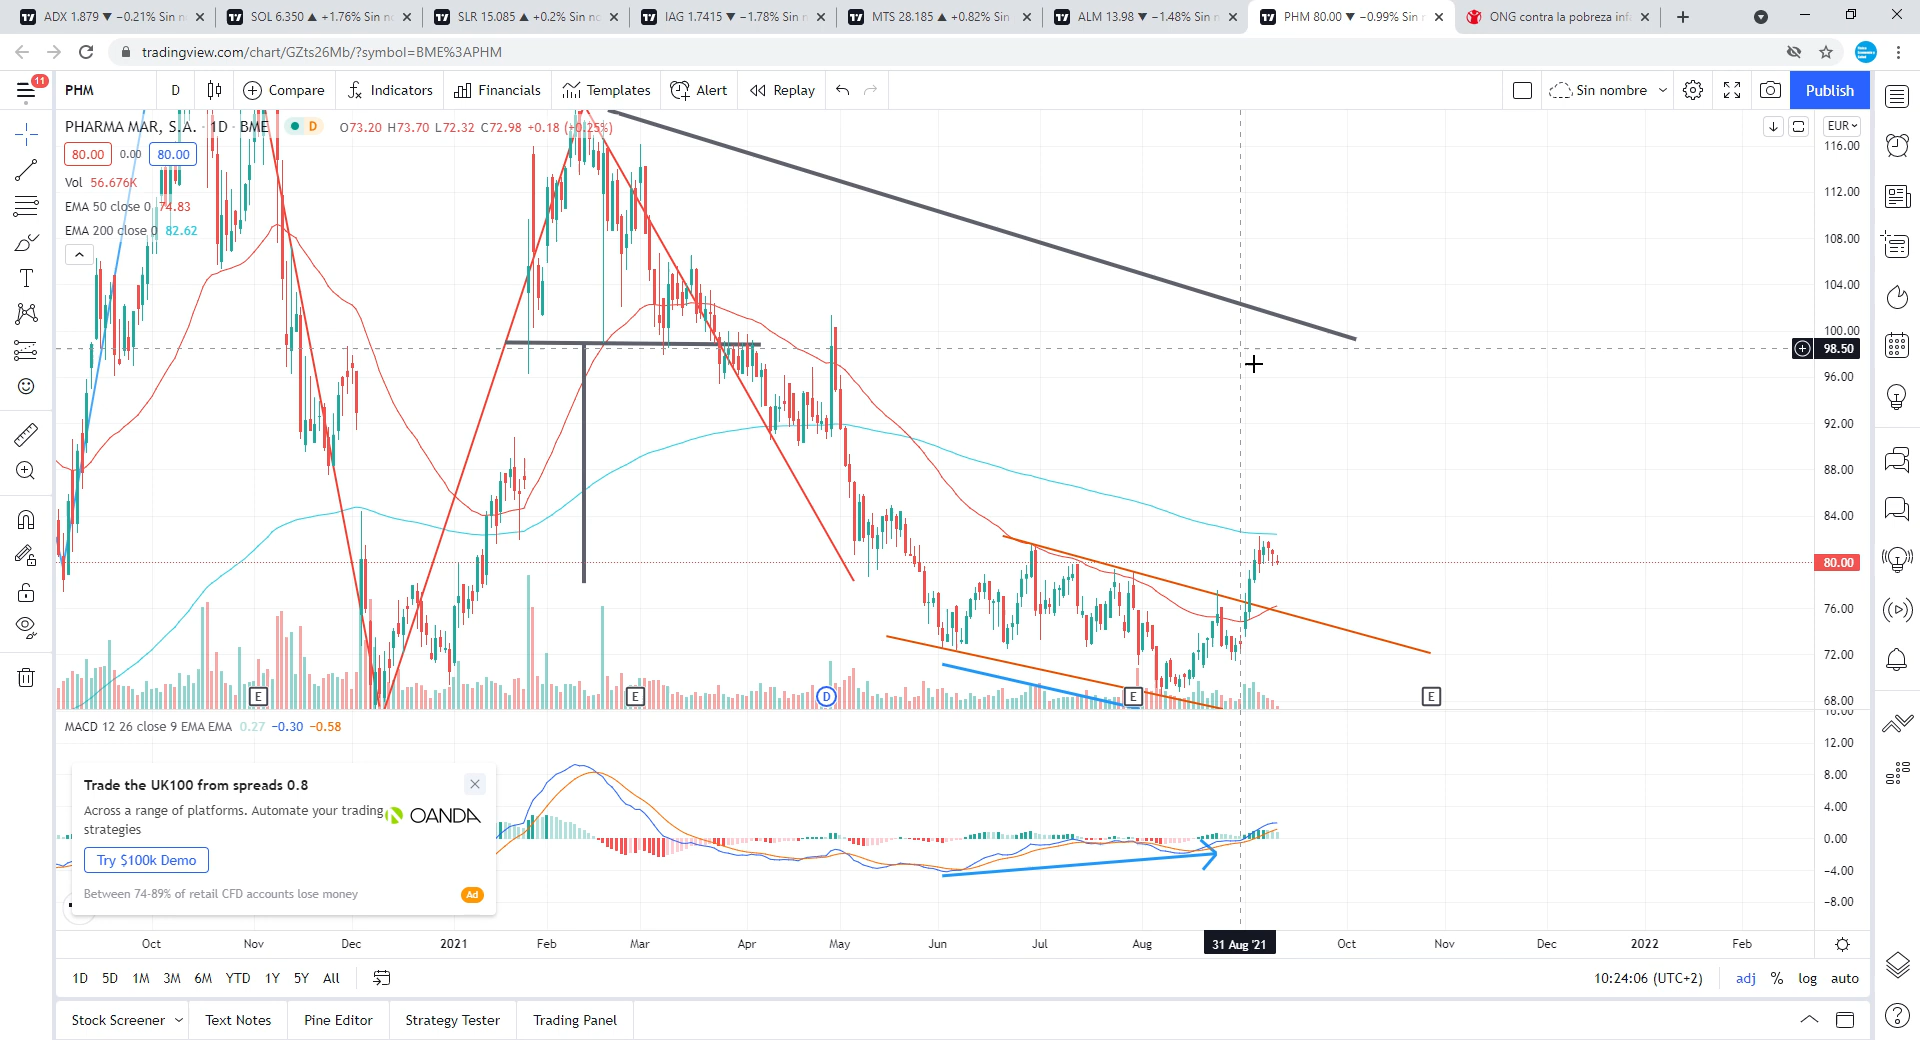 ADX 1.879 ▼ −0.21% Sin n
SOL 6.350 ▲ +1.76% Sin no
SLR 15.085 ▲ +0.2% Sin no
IAG 1.7415 ▼ −1.78% Sin n
MTS 28.185 ▲ +0.82% Sin n
ALM 13.98 ▼ −1.48% Sin n
PHM 80.00 ▼ −0.99% Sin r
ONG contra la pobreza inf
tradingview.com/chart/GZts26Mb/?symbol=BME%3APHM
11
PHM
D
Compare
Indicators
Financials
Templates
Alert
Replay
Sin nombre
Publish
PHARMA MAR, S.A. · 1D · BME
D
O73.20 H73.70 L72.32 C72.98 +0.18 (+0.25%)
EUR
80.00 0.00 80.00
Vol 56.676K
EMA 50 close 0 74.83
EMA 200 close 0 82.62
116.00
112.00
108.00
104.00
100.00
98.50
96.00
92.00
88.00
84.00
80.00
76.00
72.00
68.00
E
E
D
E
E
MACD 12 26 close 9 EMA EMA 0.27 −0.30 −0.58
16.00
12.00
8.00
4.00
0.00
−4.00
−8.00
Trade the UK100 from spreads 0.8
Across a range of platforms. Automate your trading
strategies
OANDA
Try $100k Demo
Between 74-89% of retail CFD accounts lose money
Ad
Oct
Nov
Dec
2021
Feb
Mar
Apr
May
Jun
Jul
Aug
31 Aug '21
Oct
Nov
Dec
2022
Feb
1D 5D 1M 3M 6M YTD 1Y 5Y All
10:24:06 (UTC+2)
adj % log auto
Stock Screener
Text Notes
Pine Editor
Strategy Tester
Trading Panel